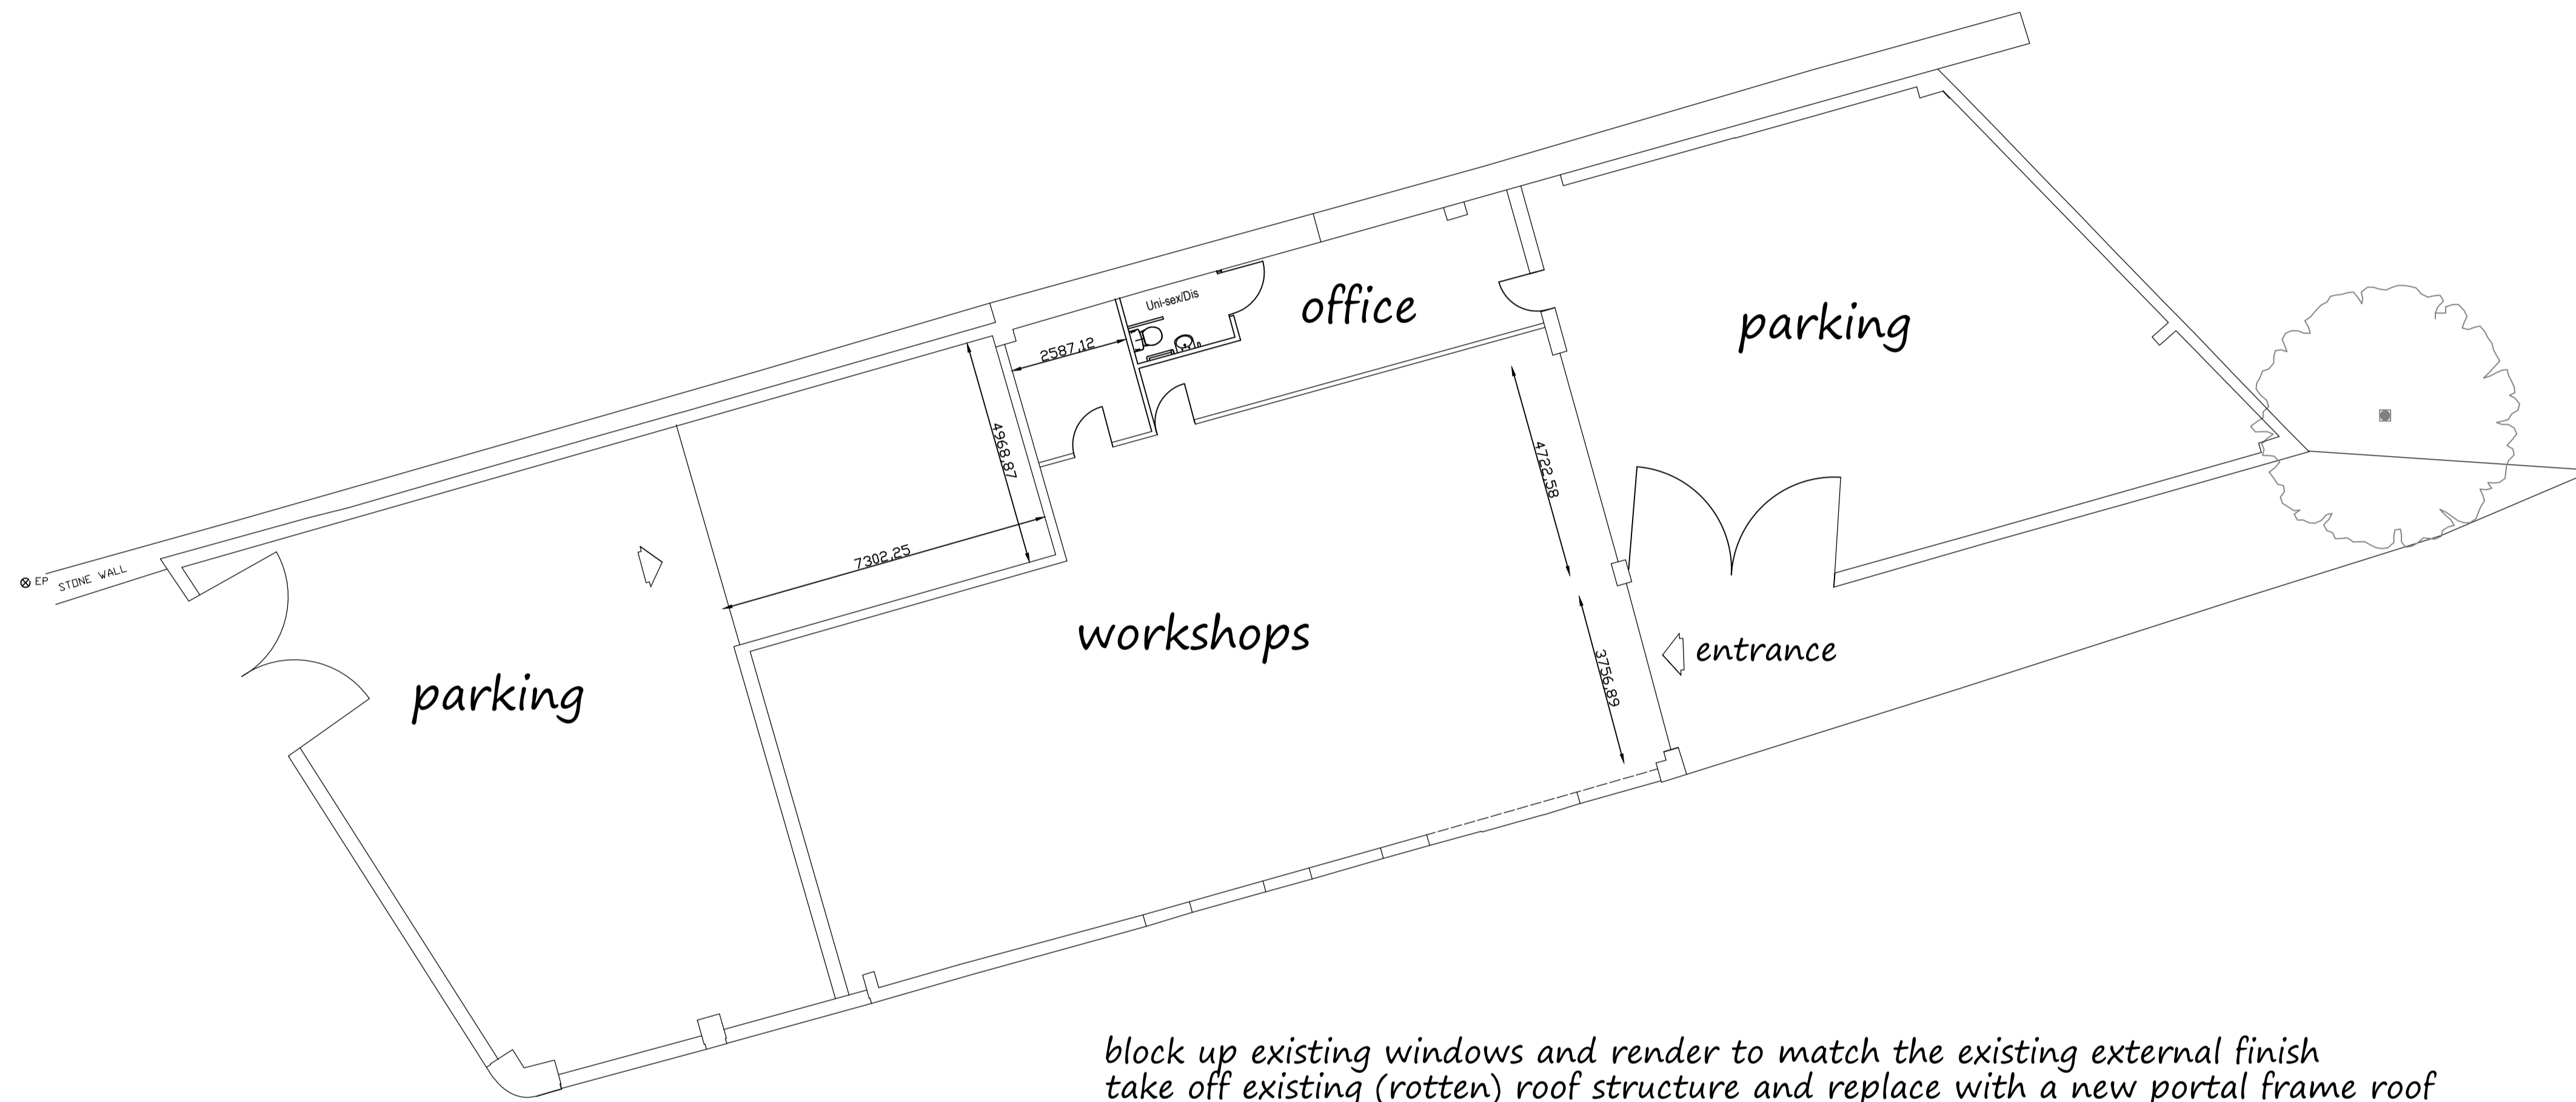 Uni-sex/Dis
office
parking
2587,12
4968,87
4722,58
7302,25
EP
STONE WALL
workshops
entrance
3756,89
parking
block up existing windows and render to match the existing external finish
take off existing (rotten) roof structure and replace with a new portal frame roof